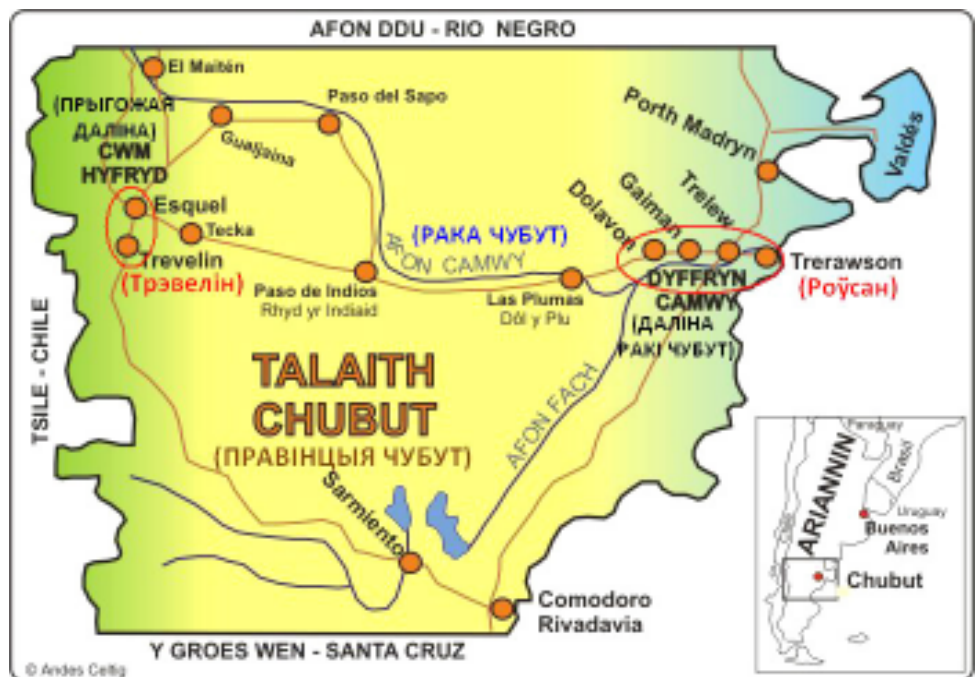 AFON DDU - RIO NEGRO
El Maitén
(ПРЫГОЖАЯ
ДАЛІНА)
CWM
HYFRYD
Paso del Sapo
Gualjaina
Porth Madryn
Valdés
Esquel
Tecka
Trevelin
(Трэвелін)
(РАКА ЧУБУТ)
AFON CAMWY
Dolavon
Gaiman
Trelew
Trerawson
(Роўсан)
DYFFRYN
CAMWY
(ДАЛІНА
РАКІ ЧУБУТ)
Paso de Indios
Rhyd yr Indiaid
Las Plumas
Dôl y Plu
TSILE - CHILE
TALAITH
CHUBUT
(ПРАВІНЦЫЯ ЧУБУТ)
AFON FACH
Sarmiento
Comodoro
Rivadavia
Y GROES WEN - SANTA CRUZ
© Andes Celtig
Paraguay
Brasil
ARIANNIN
Uruguay
Buenos
Aires
Chubut